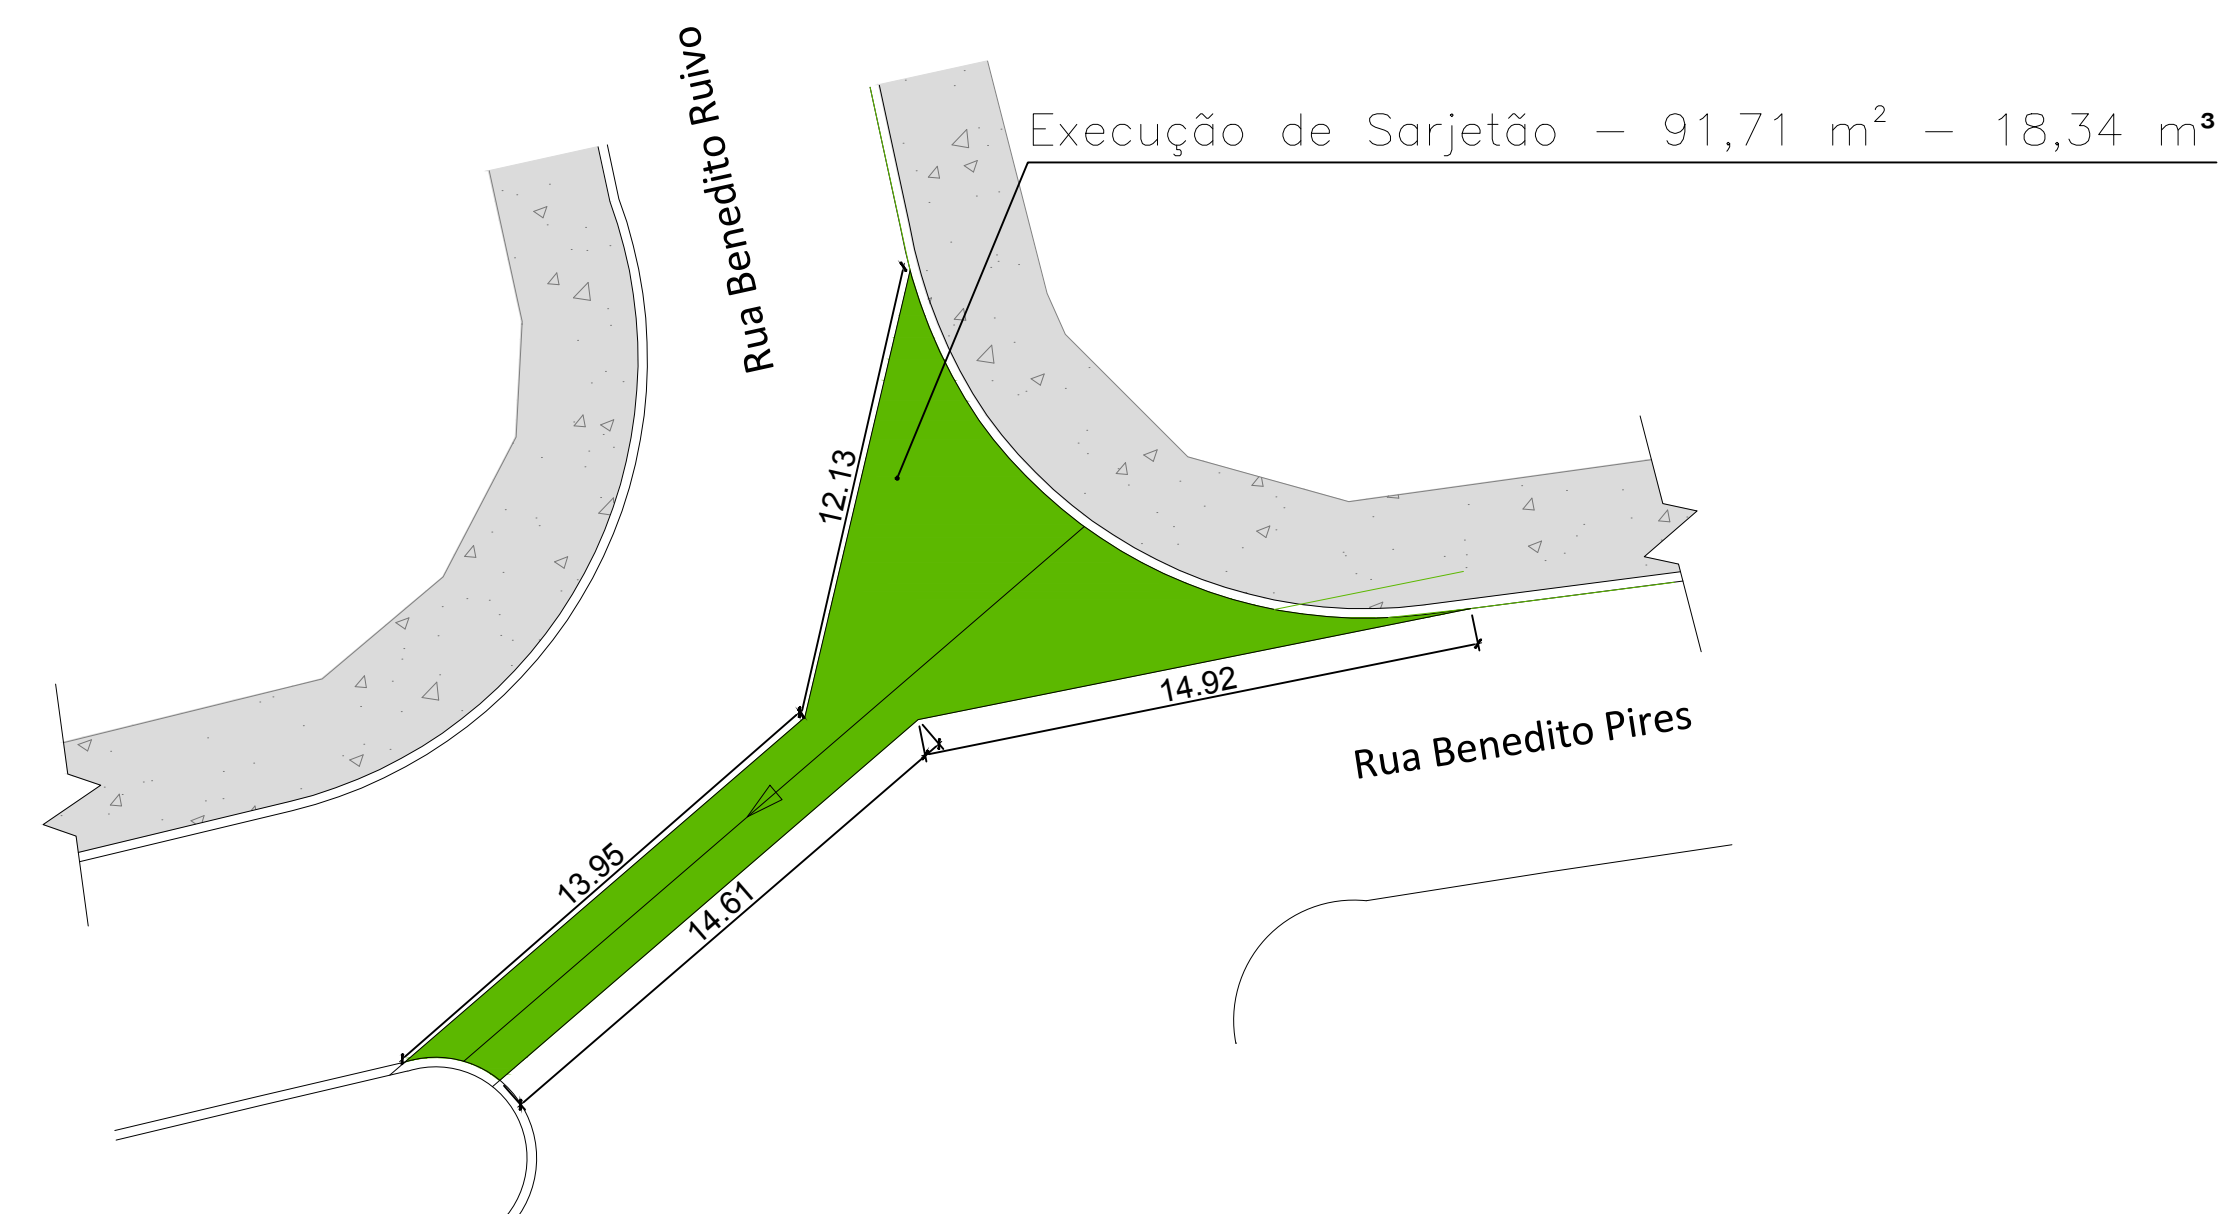 Rua Benedito Ruivo
Execução de Sarjetão – 91,71 m² – 18,34 m³
12.13
14.92
Rua Benedito Pires
13.95
14.61